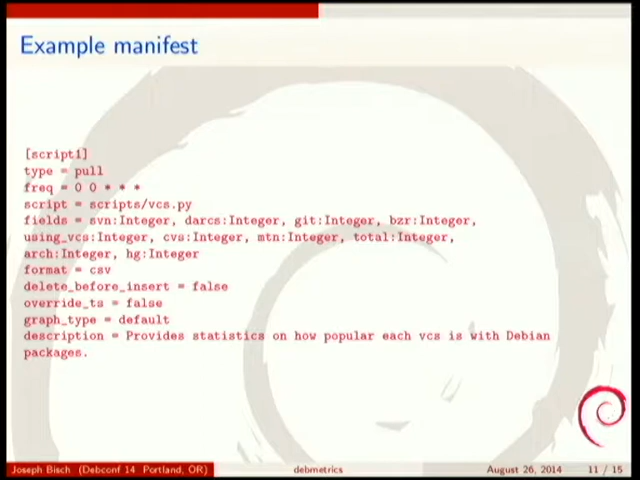 Example manifest
[script1]
type = pull
freq = 0 0 * * *
script = scripts/vcs.py
fields = svn:Integer, darcs:Integer, git:Integer, bzr:Integer,
using_vcs:Integer, cvs:Integer, mtn:Integer, total:Integer,
arch:Integer, hg:Integer
format = csv
delete_before_insert = false
override_ts = false
graph_type = default
description = Provides statistics on how popular each vcs is with Debian
packages.
Joseph Bisch (Debconf 14 Portland, OR) debmetrics August 26, 2014 11 / 15